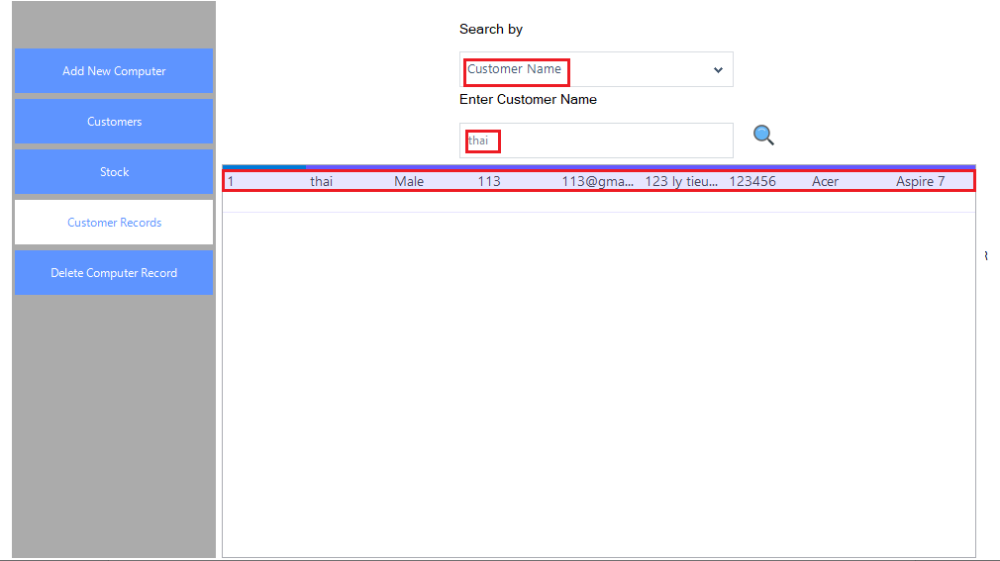 Search by
Customer Name
Enter Customer Name
thai
Add New Computer
Customers
Stock
Customer Records
Delete Computer Record
1 thai Male 113 113@gma... 123 ly tieu... 123456 Acer Aspire 7